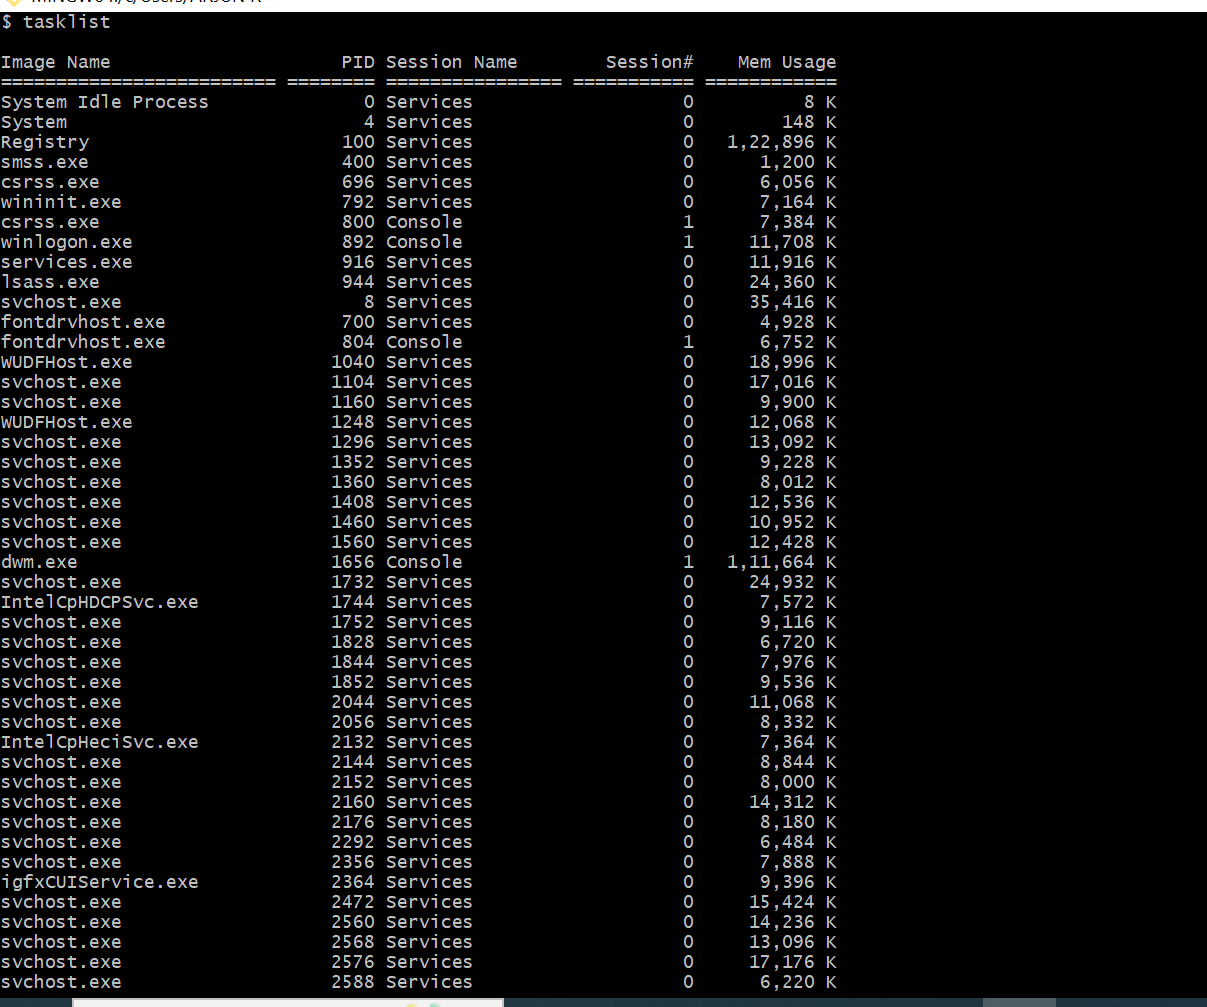 $ tasklist
Image Name                     PID Session Name        Session#    Mem Usage
========================= ======== ================ =========== ============
System Idle Process              0 Services                   0          8 K
System                           4 Services                   0        148 K
Registry                       100 Services                   0   1,22,896 K
smss.exe                       400 Services                   0      1,200 K
csrss.exe                      696 Services                   0      6,056 K
wininit.exe                    792 Services                   0      7,164 K
csrss.exe                      800 Console                    1      7,384 K
winlogon.exe                   892 Console                    1     11,708 K
services.exe                   916 Services                   0     11,916 K
lsass.exe                      944 Services                   0     24,360 K
svchost.exe                      8 Services                   0     35,416 K
fontdrvhost.exe                700 Services                   0      4,928 K
fontdrvhost.exe                804 Console                    1      6,752 K
WUDFHost.exe                  1040 Services                   0     18,996 K
svchost.exe                   1104 Services                   0     17,016 K
svchost.exe                   1160 Services                   0      9,900 K
WUDFHost.exe                  1248 Services                   0     12,068 K
svchost.exe                   1296 Services                   0     13,092 K
svchost.exe                   1352 Services                   0      9,228 K
svchost.exe                   1360 Services                   0      8,012 K
svchost.exe                   1408 Services                   0     12,536 K
svchost.exe                   1460 Services                   0     10,952 K
svchost.exe                   1560 Services                   0     12,428 K
dwm.exe                       1656 Console                    1   1,11,664 K
svchost.exe                   1732 Services                   0     24,932 K
IntelCpHDCPSvc.exe            1744 Services                   0      7,572 K
svchost.exe                   1752 Services                   0      9,116 K
svchost.exe                   1828 Services                   0      6,720 K
svchost.exe                   1844 Services                   0      7,976 K
svchost.exe                   1852 Services                   0      9,536 K
svchost.exe                   2044 Services                   0     11,068 K
svchost.exe                   2056 Services                   0      8,332 K
IntelCpHeciSvc.exe            2132 Services                   0      7,364 K
svchost.exe                   2144 Services                   0      8,844 K
svchost.exe                   2152 Services                   0      8,000 K
svchost.exe                   2160 Services                   0     14,312 K
svchost.exe                   2176 Services                   0      8,180 K
svchost.exe                   2292 Services                   0      6,484 K
svchost.exe                   2356 Services                   0      7,888 K
igfxCUIService.exe            2364 Services                   0      9,396 K
svchost.exe                   2472 Services                   0     15,424 K
svchost.exe                   2560 Services                   0     14,236 K
svchost.exe                   2568 Services                   0     13,096 K
svchost.exe                   2576 Services                   0     17,176 K
svchost.exe                   2588 Services                   0      6,220 K